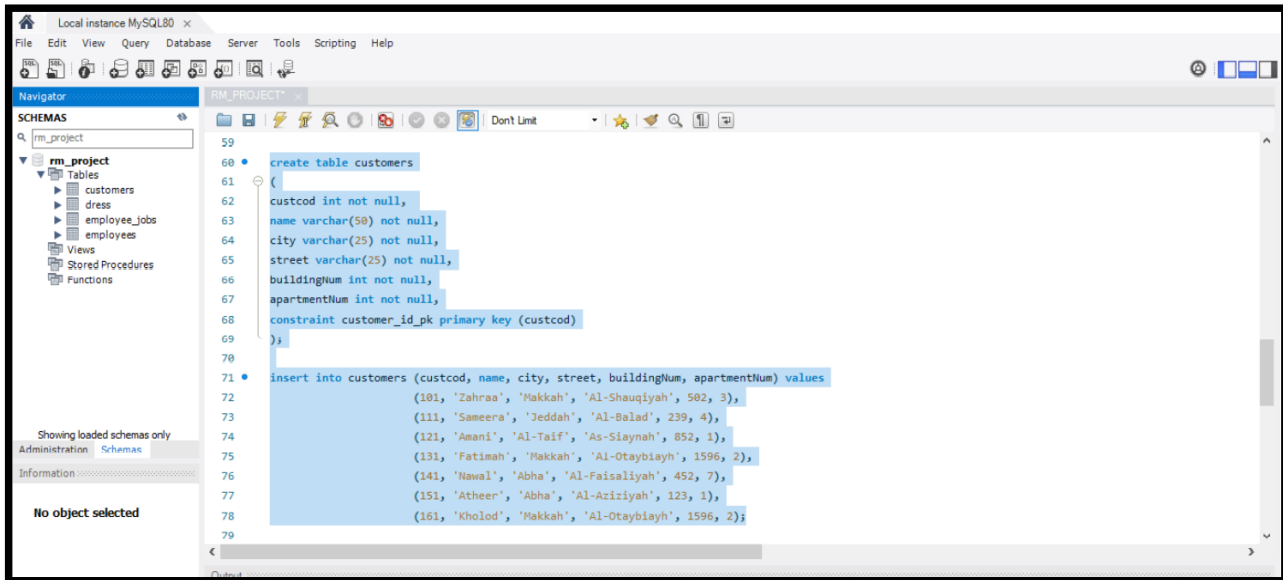 Local instance MySQL80 ×
File Edit View Query Database Server Tools Scripting Help
Navigator
RM_PROJECT* ×
SCHEMAS
Don't Limit
rm_project
59
rm_project
60 create table customers
Tables
61 (
customers
62 custcod int not null,
dress
63 name varchar(50) not null,
employee_jobs
64 city varchar(25) not null,
employees
65 street varchar(25) not null,
Views
66 buildingNum int not null,
Stored Procedures
67 apartmentNum int not null,
Functions
68 constraint customer_id_pk primary key (custcod)
69 );
70
71 insert into customers (custcod, name, city, street, buildingNum, apartmentNum) values
72 (101, 'Zahraa', 'Makkah', 'Al-Shauqiyah', 502, 3),
73 (111, 'Sameera', 'Jeddah', 'Al-Balad', 239, 4),
74 (121, 'Amani', 'Al-Taif', 'As-Siaynah', 852, 1),
75 (131, 'Fatimah', 'Makkah', 'Al-Otaybiayh', 1596, 2),
76 (141, 'Nawal', 'Abha', 'Al-Faisaliyah', 452, 7),
77 (151, 'Atheer', 'Abha', 'Al-Aziziyah', 123, 1),
78 (161, 'Kholod', 'Makkah', 'Al-Otaybiayh', 1596, 2);
79
Showing loaded schemas only
Administration Schemas
Information
No object selected
Output